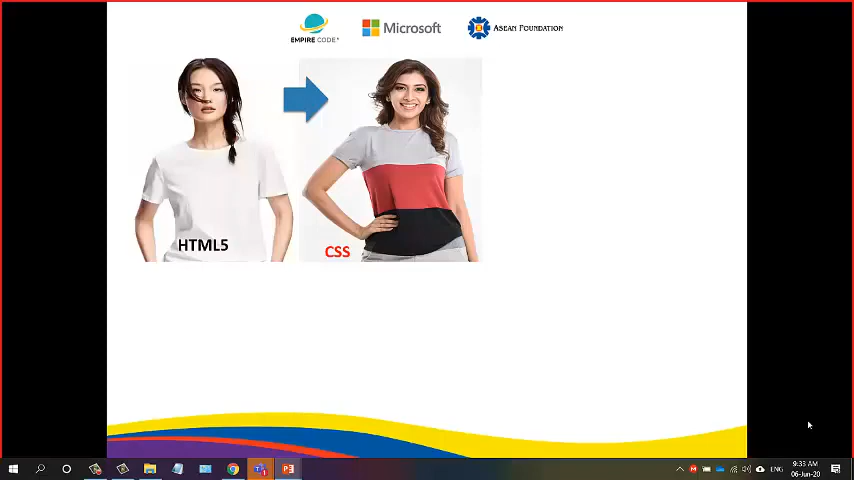 EMPIRE CODE
Microsoft
ASEAN FOUNDATION
HTML5
CSS
ENG
9:33 AM
06-Jun-20